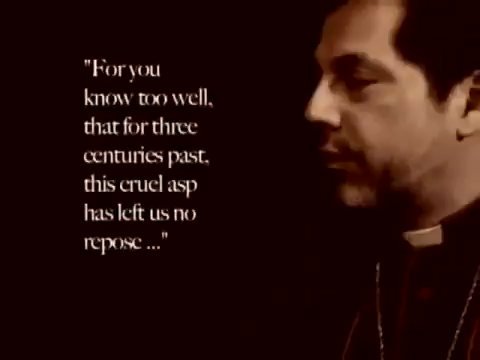 "For you
know too well,
that for three
centuries past,
this cruel asp
has left us no
repose ..."